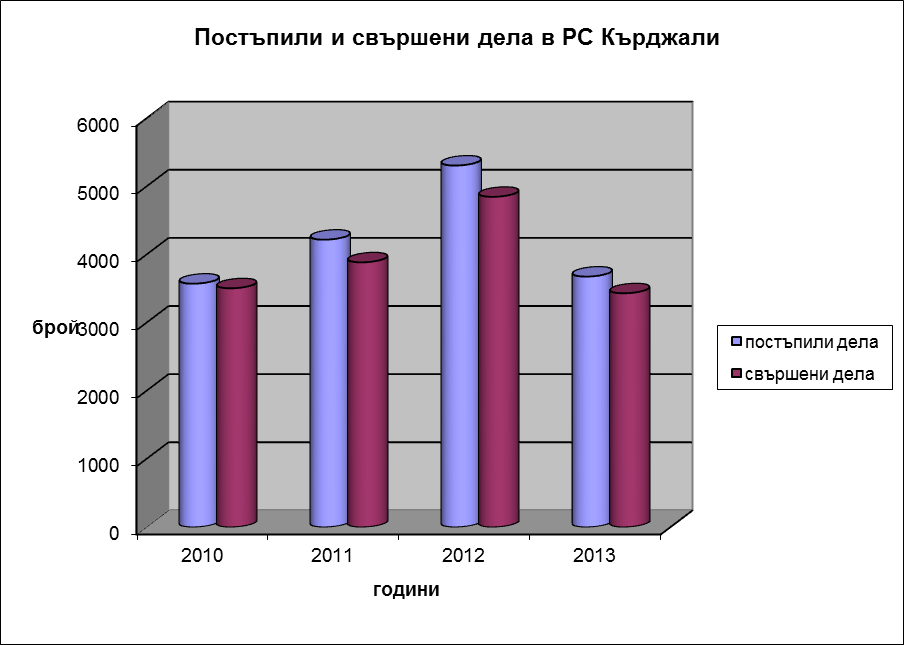 Постъпили и свършени дела в РС Кърджали
6000
5000
4000
3000
2000
1000
0
брой
2010
2011
2012
2013
години
постъпили дела
свършени дела